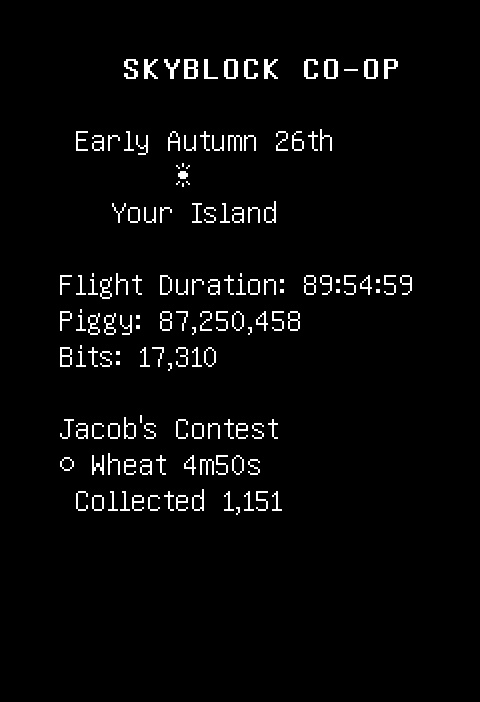 SKYBLOCK CO-OP
Early Autumn 26th
☀
Your Island
Flight Duration: 89:54:59
Piggy: 87,250,458
Bits: 17,310
Jacob's Contest
○ Wheat 4m50s
Collected 1,151